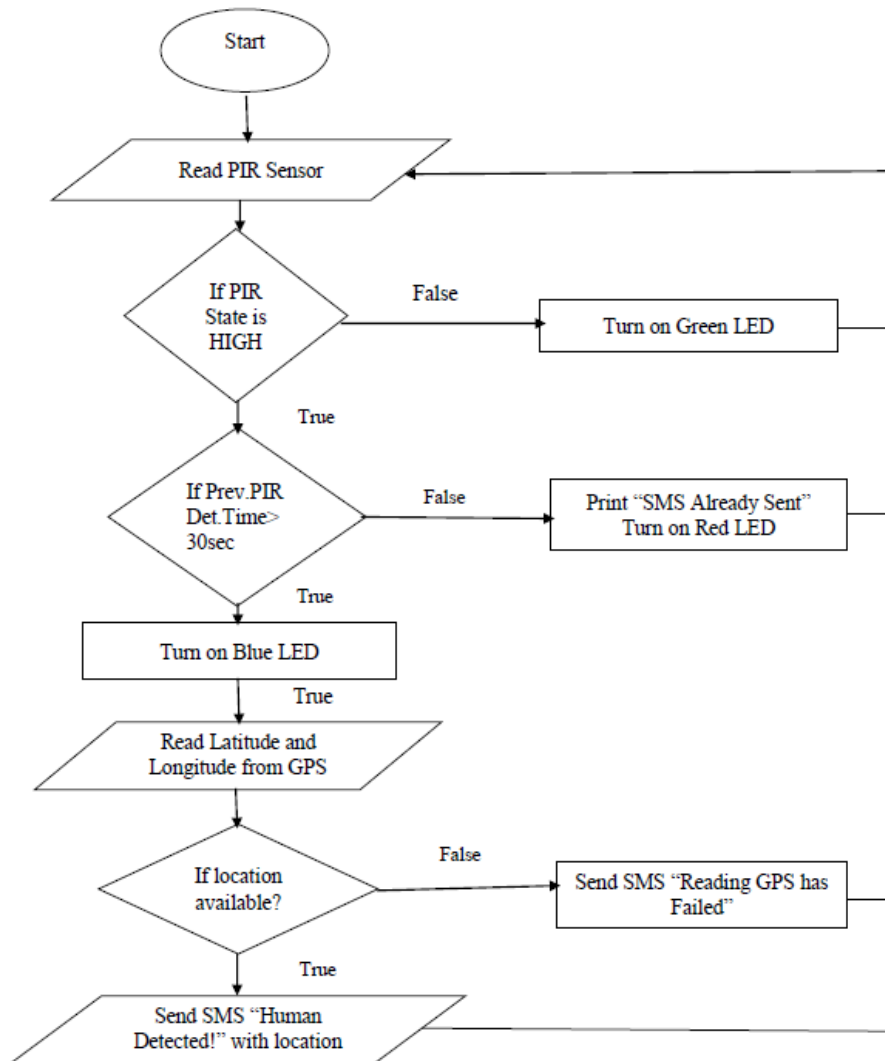 Start
Read PIR Sensor
If PIR
State is
HIGH
False
Turn on Green LED
True
If Prev.PIR
Det.Time>
30sec
False
Print “SMS Already Sent”
Turn on Red LED
True
Turn on Blue LED
True
Read Latitude and
Longitude from GPS
If location
available?
False
Send SMS “Reading GPS has
Failed”
True
Send SMS “Human
Detected!” with location